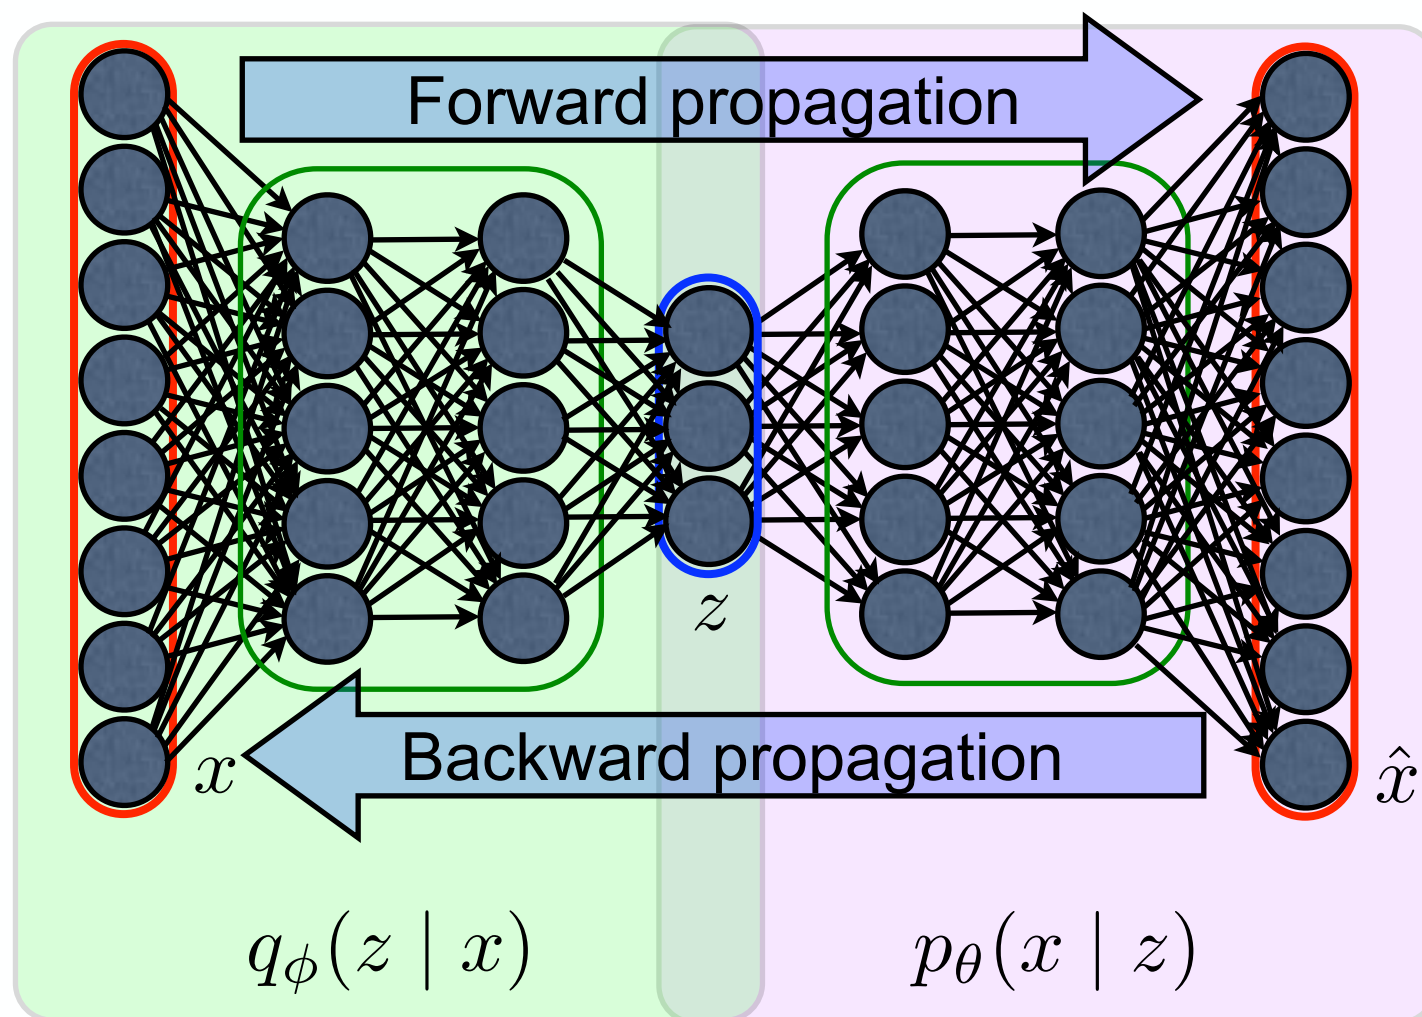 Forward propagation
z
x
Backward propagation
x̂
q_ϕ(z | x)
p_θ(x | z)